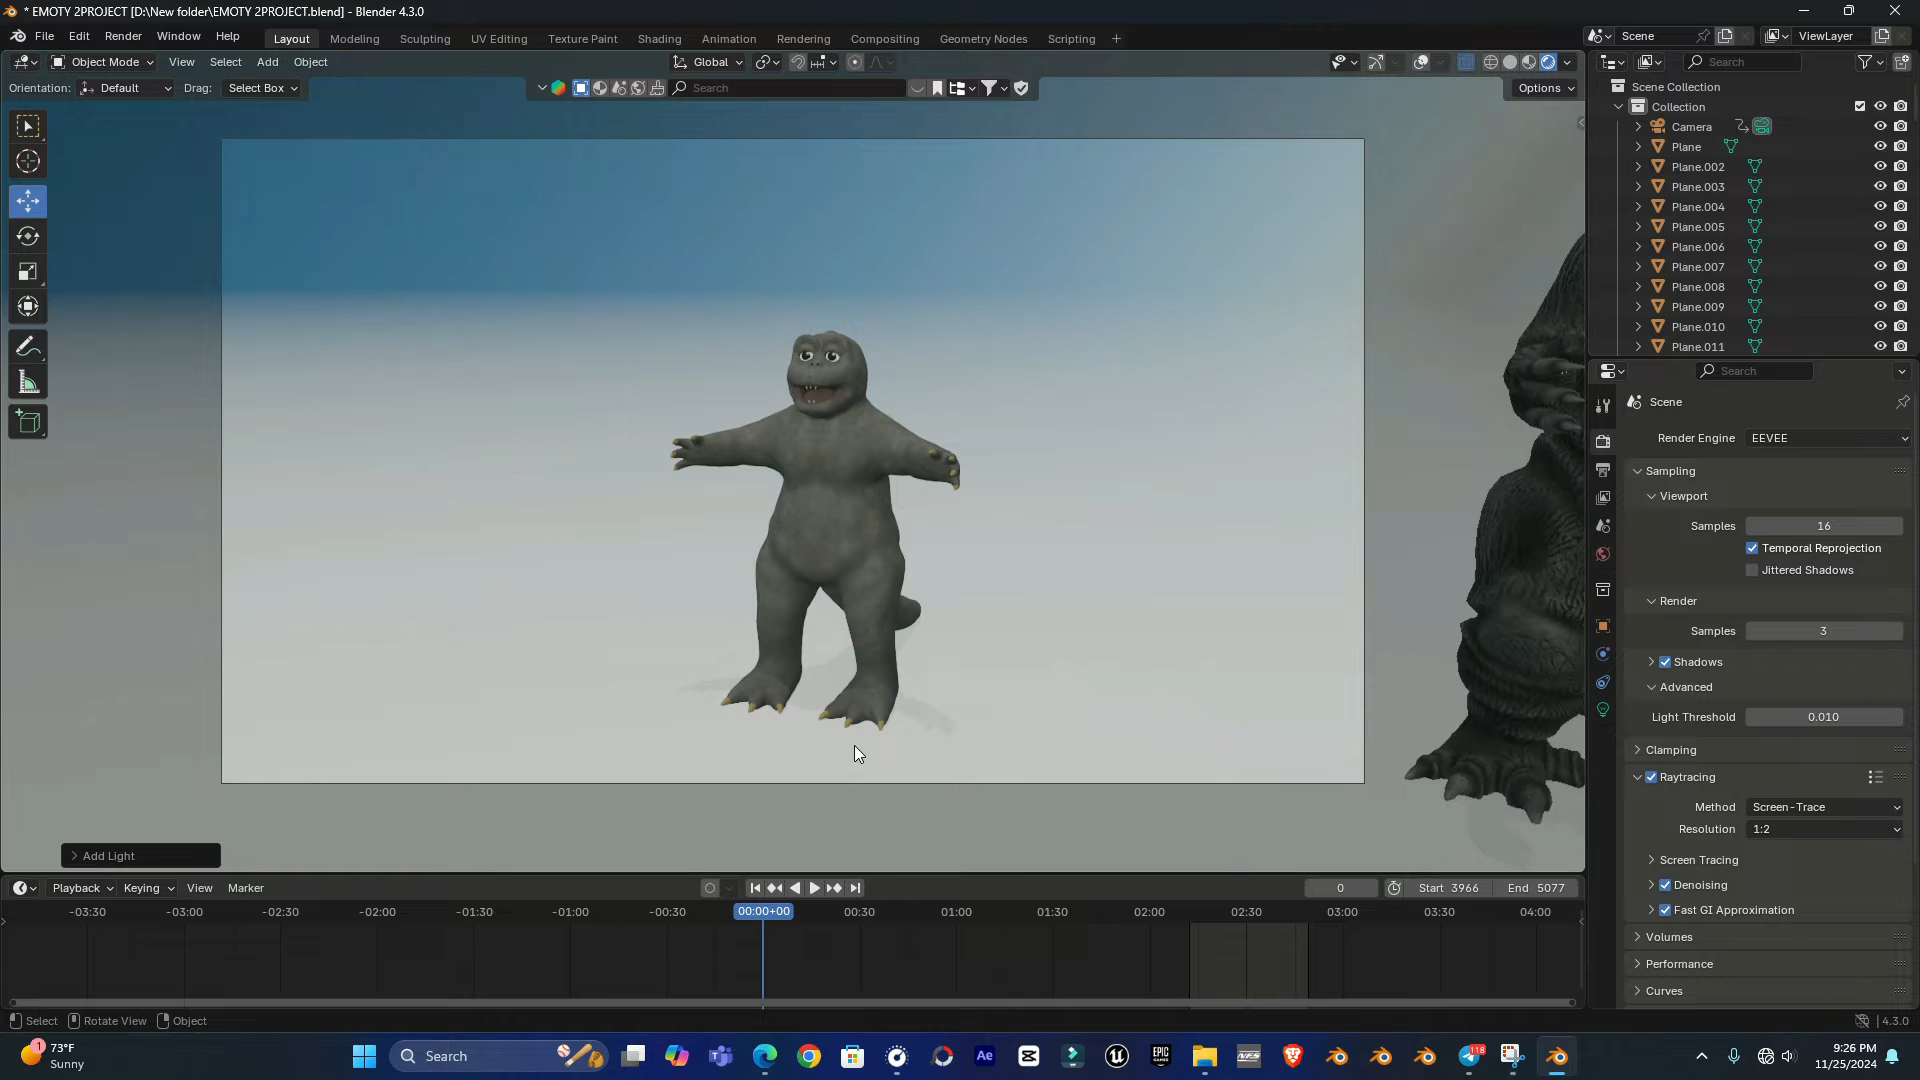 * EMOTY 2PROJECT [D:\New folder\EMOTY 2PROJECT.blend] - Blender 4.3.0
File Edit Render Window Help Layout Modeling Sculpting UV Editing Texture Paint Shading Animation Rendering Compositing Geometry Nodes Scripting + Scene ViewLayer
Object Mode View Select Add Object Global Search
Orientation: Default Drag: Select Box Search Options
Scene Collection
Collection
Camera
Plane
Plane.002
Plane.003
Plane.004
Plane.005
Plane.006
Plane.007
Plane.008
Plane.009
Plane.010
Plane.011
Search
Scene
Render Engine EEVEE
Sampling
Viewport
Samples 16
Temporal Reprojection
Jittered Shadows
Render
Samples 3
Shadows
Advanced
Light Threshold 0.010
Clamping
Raytracing
Method Screen-Trace
Resolution 1:2
Screen Tracing
Denoising
Fast GI Approximation
Volumes
Performance
Curves
Add Light
Playback Keying View Marker 0 Start 3966 End 5077
-03:30 -03:00 -02:30 -02:00 -01:30 -01:00 -00:30 00:00+00 00:30 01:00 01:30 02:00 02:30 03:00 03:30 04:00
Select Rotate View Object 4.3.0
1 73°F Sunny Search Ae EPIC GAMES NFS 118 9:26 PM
11/25/2024